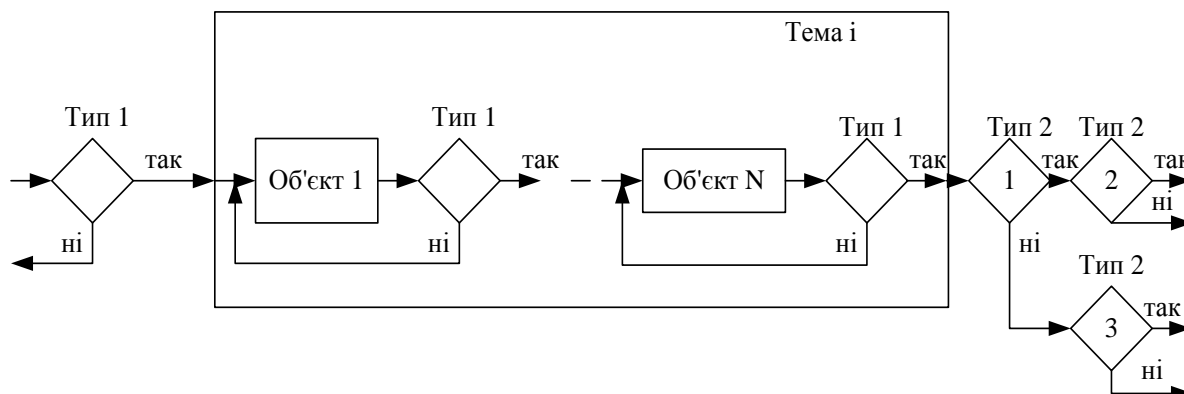 Тема і
Тип 1
Тип 1
Тип 1
Тип 2
Тип 2
так
Об'єкт 1
так
Об'єкт N
так
1
так
2
так
ні
ні
ні
ні
ні
Тип 2
3
так
ні